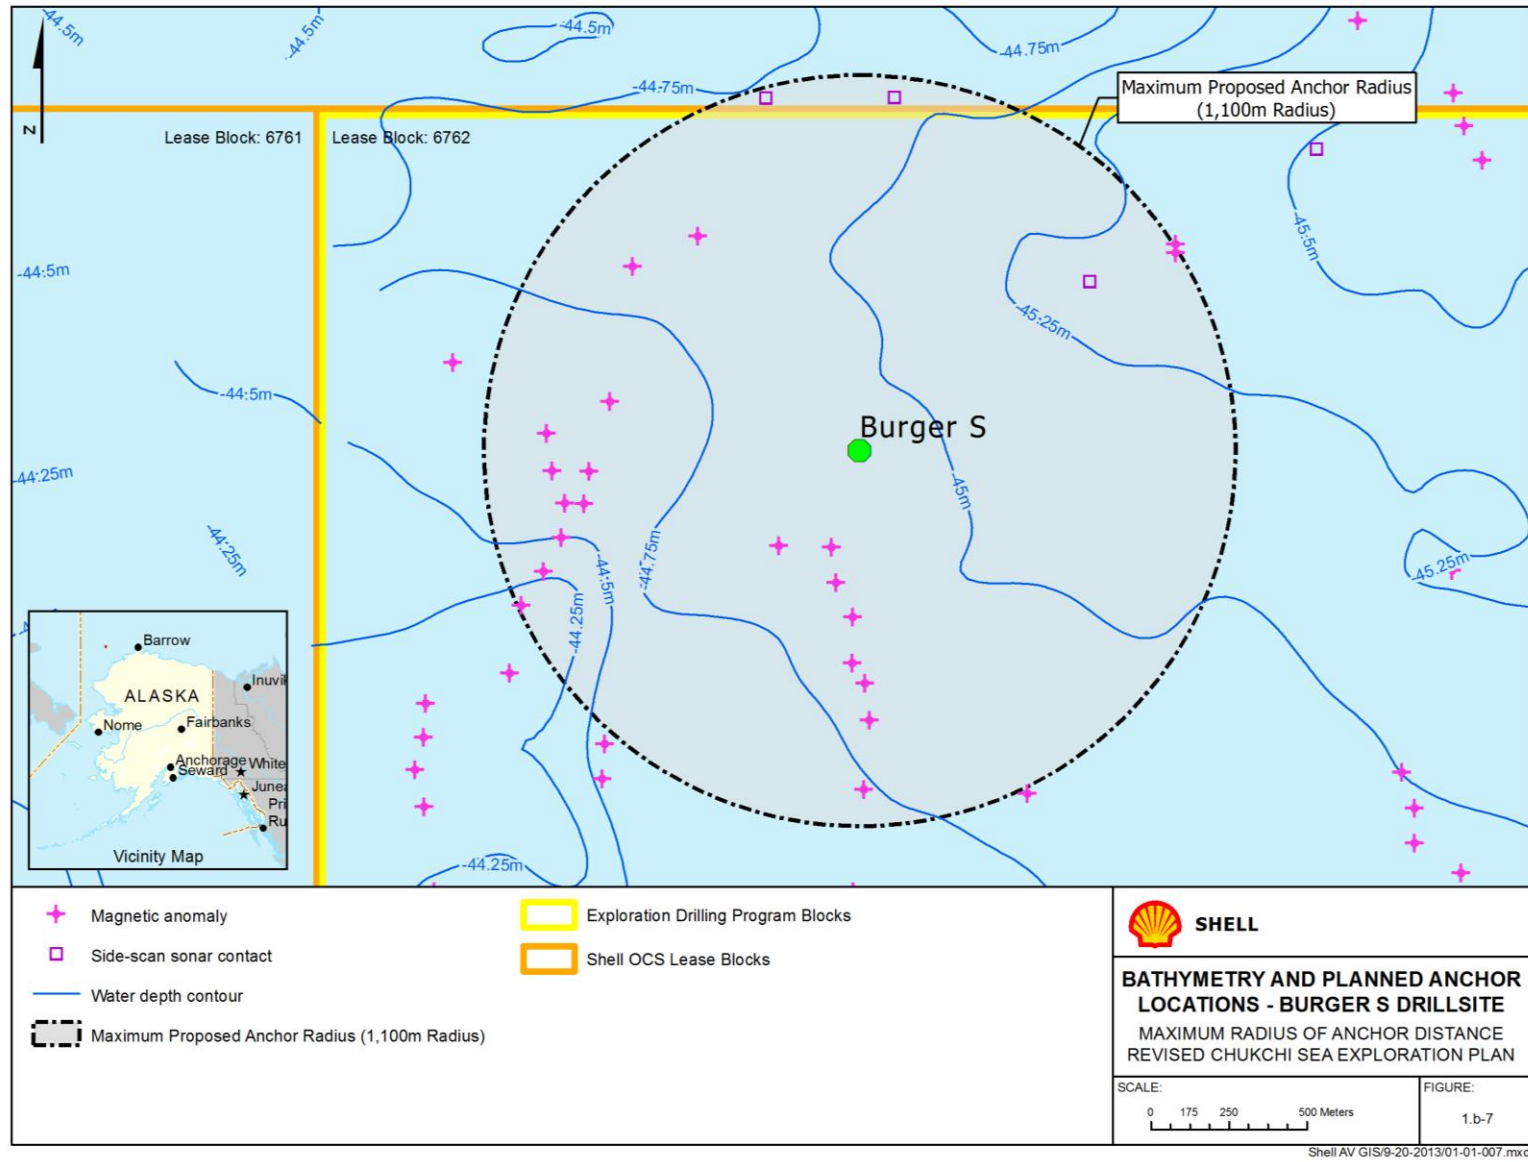 -44.5m
-44.5m
-44.5m
-44.75m
-44.75m
Maximum Proposed Anchor Radius
(1,100m Radius)
N
Lease Block: 6761
Lease Block: 6762
-45.5m
-44.5m
-45.25m
-44.5m
Burger S
-44.25m
-45m
-44.25m
-44.75m
-44.5m
-45.25m
-44.25m
Barrow
ALASKA
Inuvik
Nome
Fairbanks
Anchorage
White
Seward
Junea
Pri
Ru
Vicinity Map
-44.25m
Magnetic anomaly
Side-scan sonar contact
Water depth contour
Maximum Proposed Anchor Radius (1,100m Radius)
Exploration Drilling Program Blocks
Shell OCS Lease Blocks
SHELL
BATHYMETRY AND PLANNED ANCHOR
LOCATIONS - BURGER S DRILLSITE
MAXIMUM RADIUS OF ANCHOR DISTANCE
REVISED CHUKCHI SEA EXPLORATION PLAN
SCALE:
0 175 250 500 Meters
FIGURE:
1.b-7
Shell AV GIS/9-20-2013/01-01-007.mxd